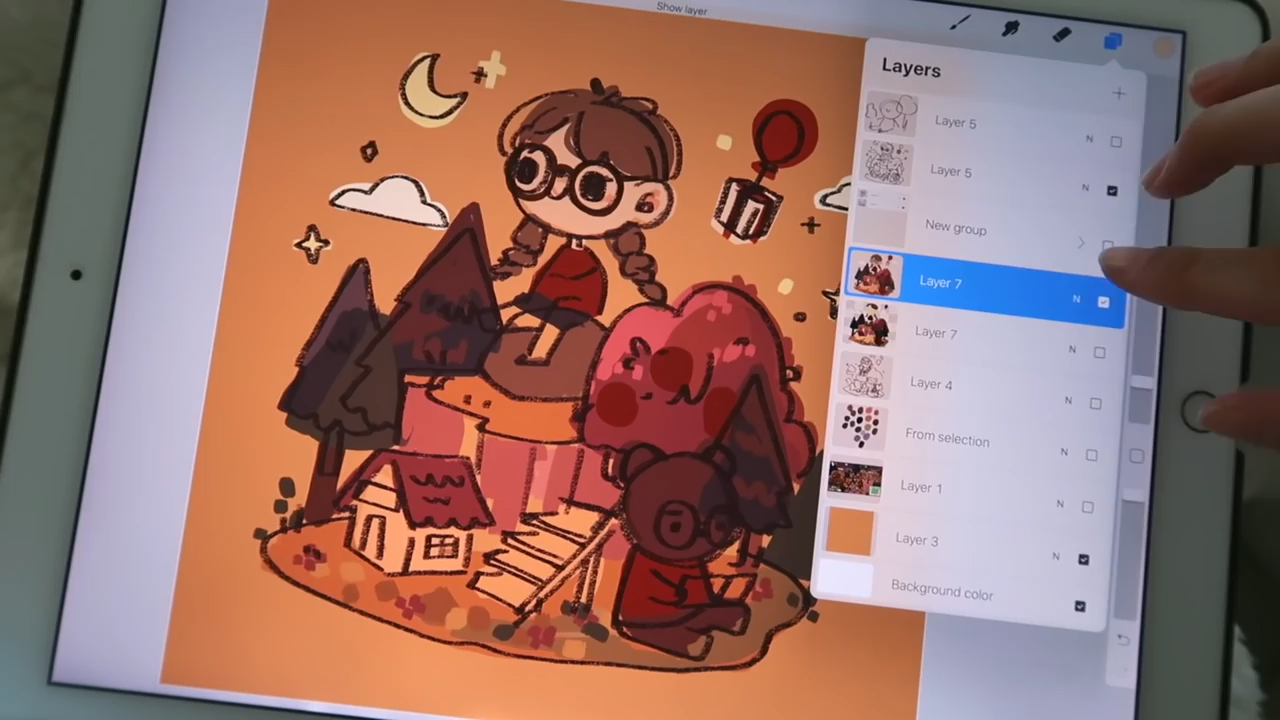 Show layer
Layers
Layer 5
N
Layer 5
N
New group
Layer 7
N
Layer 7
N
Layer 4
N
From selection
N
Layer 1
N
Layer 3
N
Background color